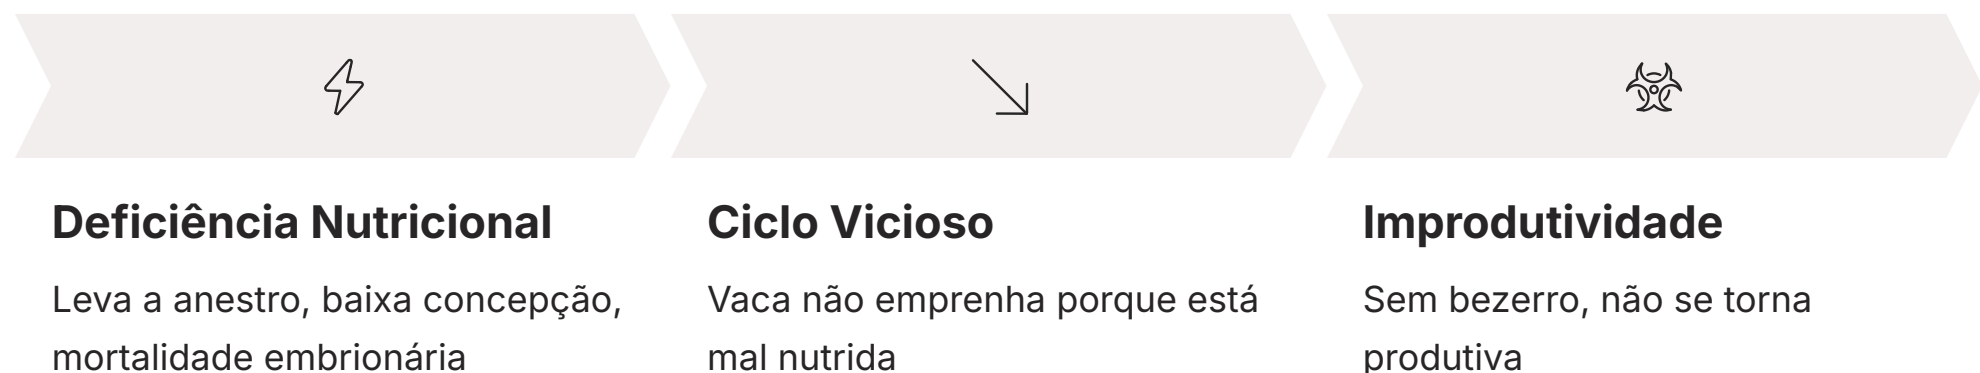 Deficiência Nutricional
Leva a anestro, baixa concepção,
mortalidade embrionária
Ciclo Vicioso
Vaca não emprenha porque está
mal nutrida
Improdutividade
Sem bezerro, não se torna
produtiva